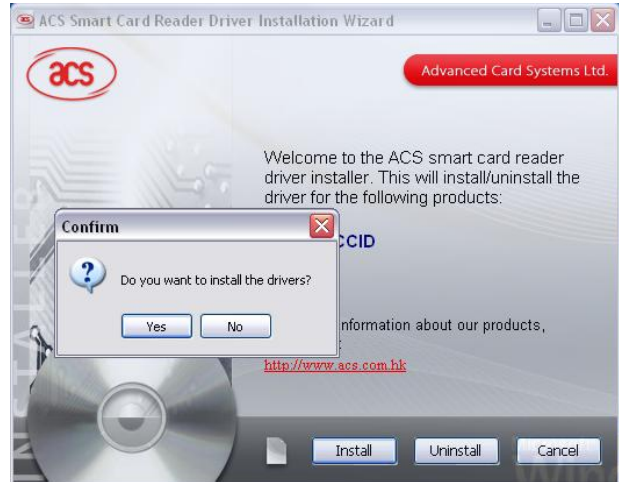 ACS Smart Card Reader Driver Installation Wizard
acs
Advanced Card Systems Ltd.
Welcome to the ACS smart card reader
driver installer. This will install/uninstall the
driver for the following products:
CCID
Confirm
Do you want to install the drivers?
Yes No
nformation about our products,
http://www.acs.com.hk
INSTALLER
Install Uninstall Cancel